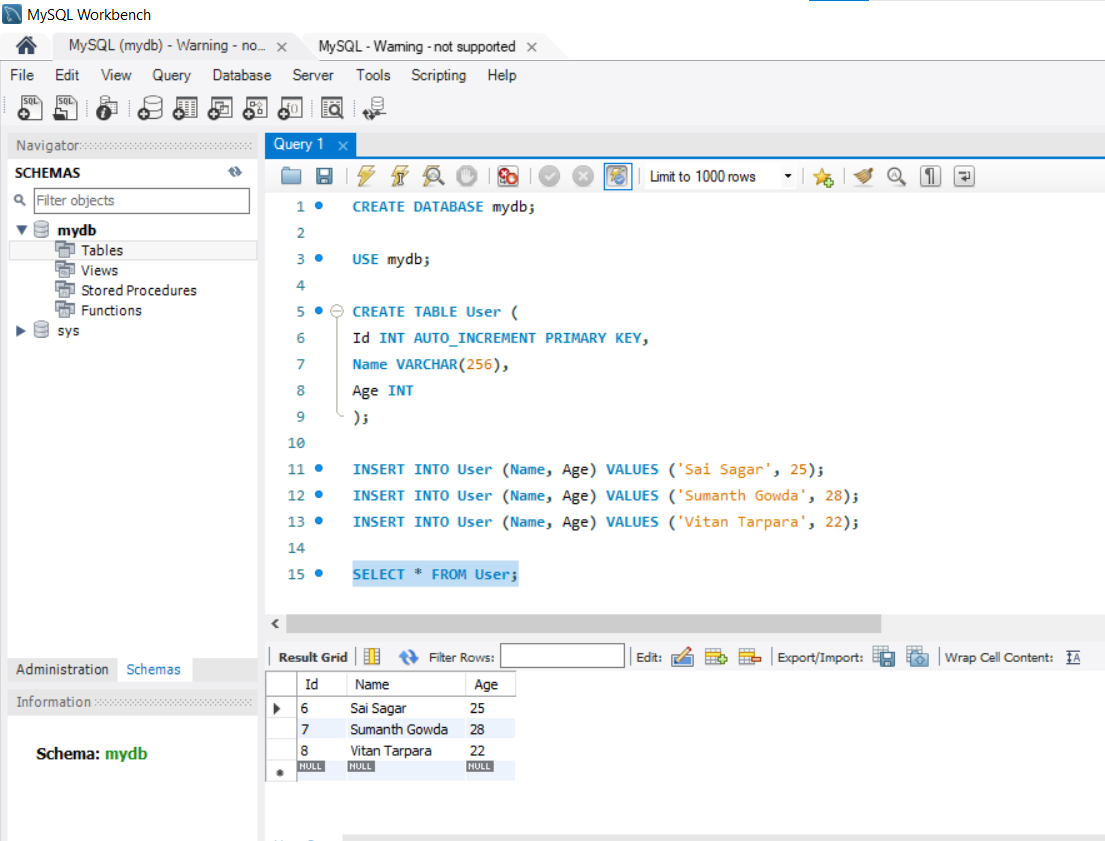 MySQL Workbench
MySQL (mydb) - Warning - no... MySQL - Warning - not supported
File Edit View Query Database Server Tools Scripting Help
Navigator
Query 1
SCHEMAS
Limit to 1000 rows
Filter objects
mydb
Tables
Views
Stored Procedures
Functions
sys
1 CREATE DATABASE mydb;
2
3 USE mydb;
4
5 CREATE TABLE User (
6 Id INT AUTO_INCREMENT PRIMARY KEY,
7 Name VARCHAR(256),
8 Age INT
9 );
10
11 INSERT INTO User (Name, Age) VALUES ('Sai Sagar', 25);
12 INSERT INTO User (Name, Age) VALUES ('Sumanth Gowda', 28);
13 INSERT INTO User (Name, Age) VALUES ('Vitan Tarpara', 22);
14
15 SELECT * FROM User;
Administration Schemas
Information
Schema: mydb
Result Grid Filter Rows: Edit: Export/Import: Wrap Cell Content:
Id Name Age
6 Sai Sagar 25
7 Sumanth Gowda 28
8 Vitan Tarpara 22
NULL NULL NULL